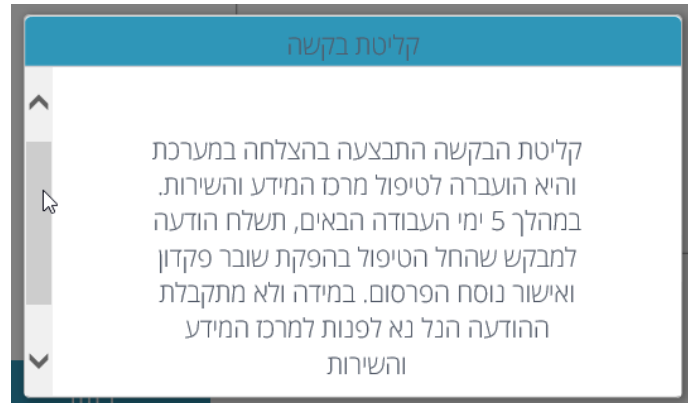 קליטת בקשה
קליטת הבקשה התבצעה בהצלחה במערכת
והיא הועברה לטיפול מרכז המידע והשירות.
במהלך 5 ימי העבודה הבאים, תשלח הודעה
למבקש שהחל הטיפול בהפקת שובר פקדון
ואישור נוסח הפרסום. במידה ולא מתקבלת
ההודעה הנל נא לפנות למרכז המידע
והשירות